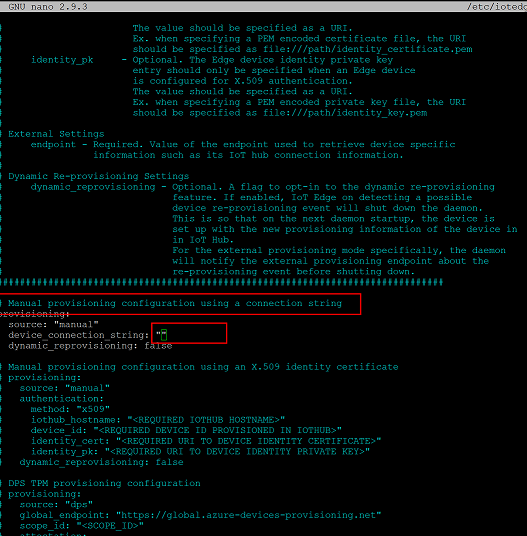 GNU nano 2.9.3 /etc/iotedg
# The value should be specified as a URI.
# Ex. when specifying a PEM encoded certificate file, the URI
# should be specified as file:///path/identity_certificate.pem
# identity_pk - Optional. The Edge device identity private key
# entry should only be specified when an Edge device
# is configured for X.509 authentication.
# The value should be specified as a URI.
# Ex. when specifying a PEM encoded private key file, the URI
# should be specified as file:///path/identity_key.pem
#
# External Settings
# endpoint - Required. Value of the endpoint used to retrieve device specific
# information such as its IoT hub connection information.
#
# Dynamic Re-provisioning Settings
# dynamic_reprovisioning - Optional. A flag to opt-in to the dynamic re-provisioning
# feature. If enabled, IoT Edge on detecting a possible
# device re-provisioning event will shut down the daemon.
# This is so that on the next daemon startup, the device is
# set up with the new provisioning information of the device in
# in IoT Hub.
# For the external provisioning mode specifically, the daemon
# will notify the external provisioning endpoint about the
# re-provisioning event before shutting down.
###############################################################################
# Manual provisioning configuration using a connection string
provisioning:
source: "manual"
device_connection_string: ""
dynamic_reprovisioning: false
# Manual provisioning configuration using an X.509 identity certificate
# provisioning:
# source: "manual"
# authentication:
# method: "x509"
# iothub_hostname: "<REQUIRED IOTHUB HOSTNAME>"
# device_id: "<REQUIRED DEVICE ID PROVISIONED IN IOTHUB>"
# identity_cert: "<REQUIRED URI TO DEVICE IDENTITY CERTIFICATE>"
# identity_pk: "<REQUIRED URI TO DEVICE IDENTITY PRIVATE KEY>"
# dynamic_reprovisioning: false
# DPS TPM provisioning configuration
# provisioning:
# source: "dps"
# global_endpoint: "https://global.azure-devices-provisioning.net"
# scope_id: "<SCOPE_ID>"
# attestation: